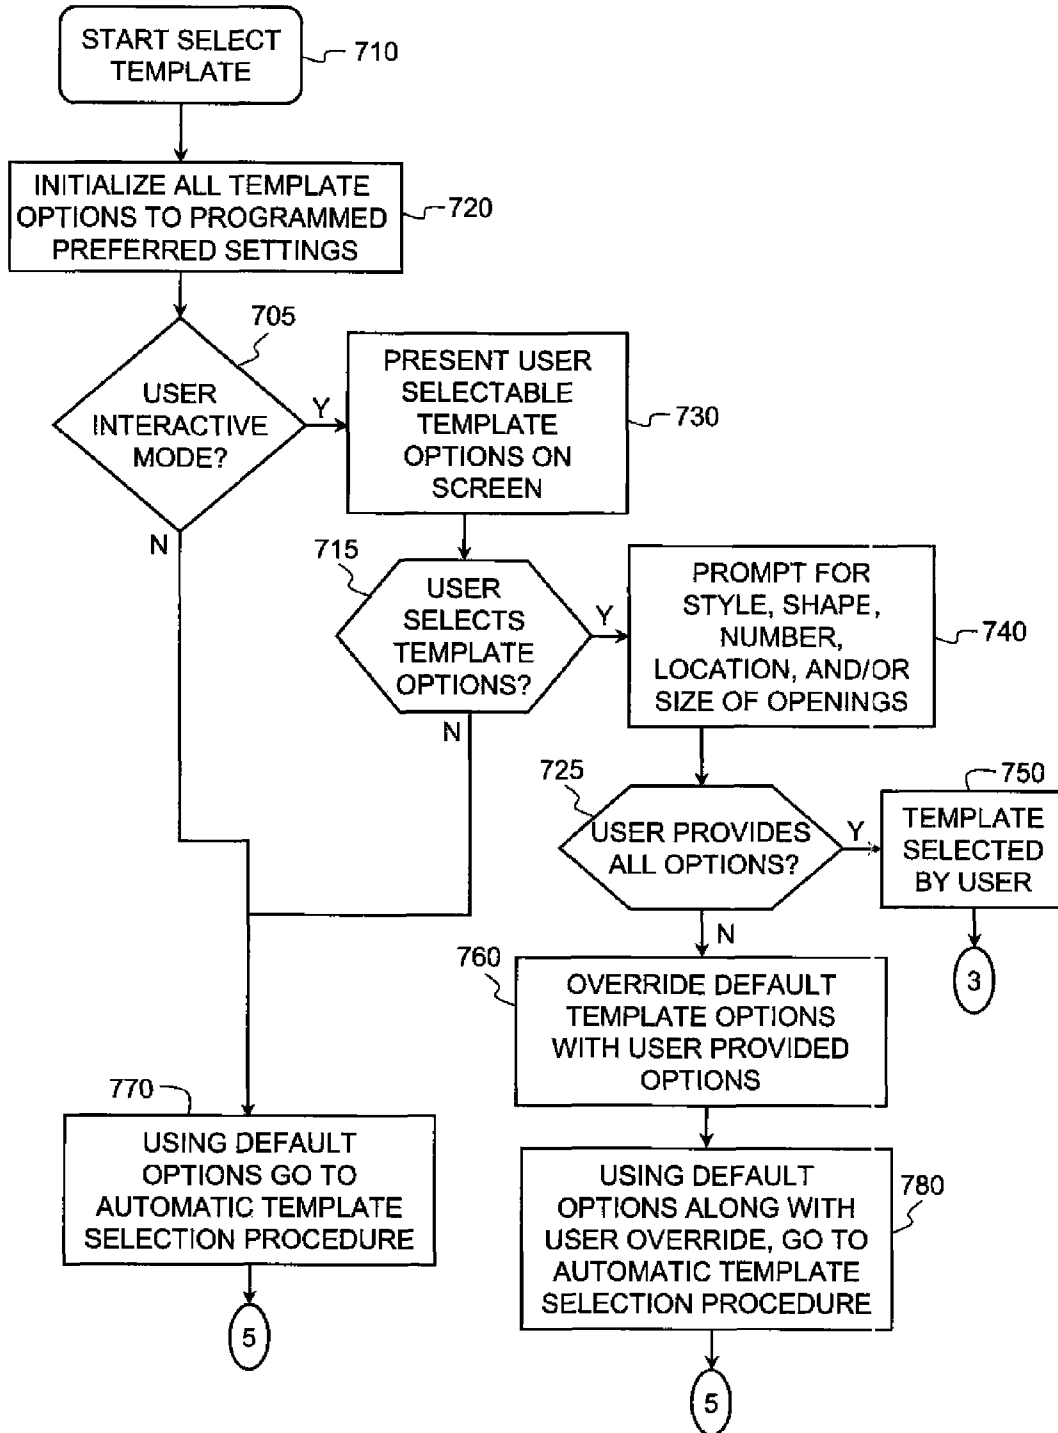 START SELECT
TEMPLATE
710
INITIALIZE ALL TEMPLATE
OPTIONS TO PROGRAMMED
PREFERRED SETTINGS
720
705
USER
INTERACTIVE
MODE?
Y
N
PRESENT USER
SELECTABLE
TEMPLATE
OPTIONS ON
SCREEN
730
715
USER
SELECTS
TEMPLATE
OPTIONS?
Y
N
PROMPT FOR
STYLE, SHAPE,
NUMBER,
LOCATION, AND/OR
SIZE OF OPENINGS
740
725
USER PROVIDES
ALL OPTIONS?
Y
N
750
TEMPLATE
SELECTED
BY USER
3
760
OVERRIDE DEFAULT
TEMPLATE OPTIONS
WITH USER PROVIDED
OPTIONS
770
USING DEFAULT
OPTIONS GO TO
AUTOMATIC TEMPLATE
SELECTION PROCEDURE
5
780
USING DEFAULT
OPTIONS ALONG WITH
USER OVERRIDE, GO TO
AUTOMATIC TEMPLATE
SELECTION PROCEDURE
5